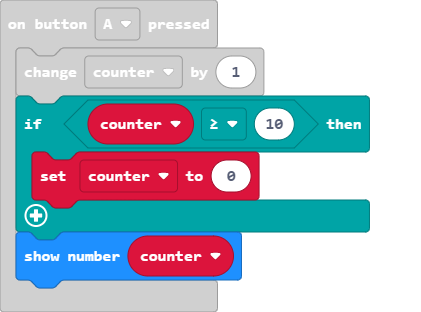 on button A pressed
change counter by 1
if counter ≥ 10 then
set counter to 0
show number counter